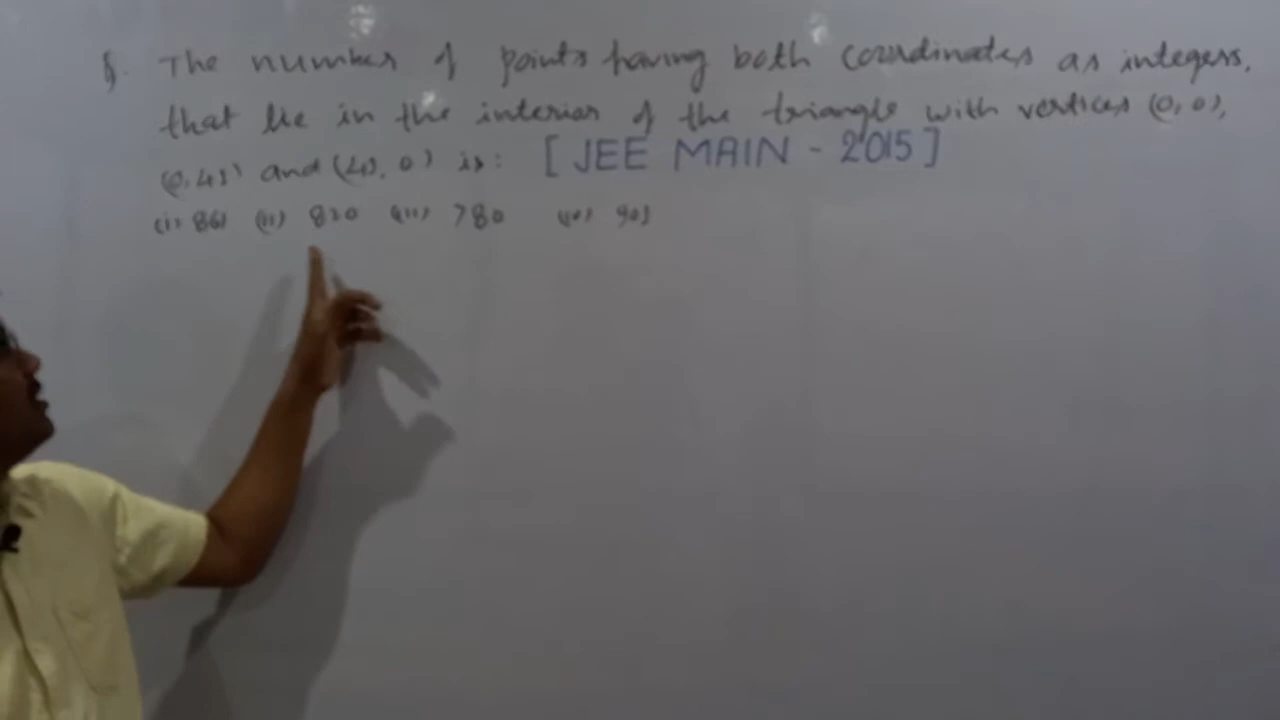 Q. The number of points having both coordinates as integers,
that lie in the interior of the triangle with vertices (0,0),
(0,41) and (41,0) is: [JEE MAIN - 2015]
(i) 861 (ii) 820 (iii) 780 (iv) 901